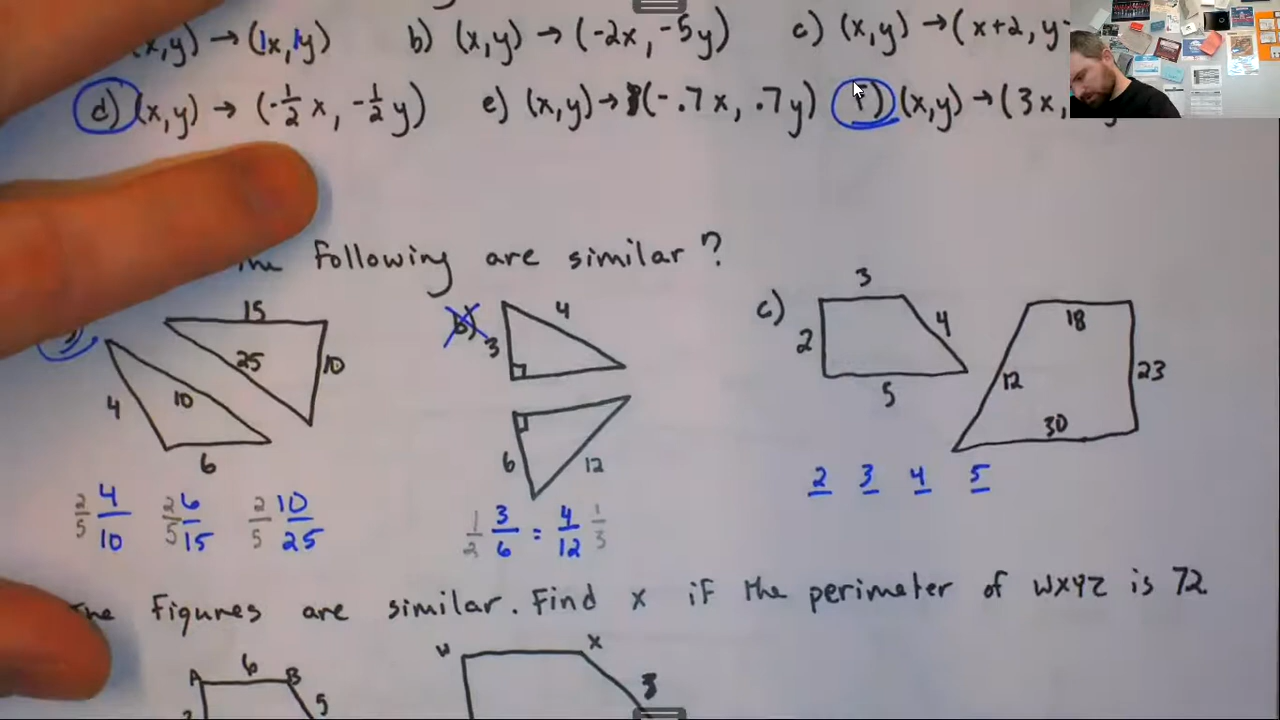 x,y) → (1x,1y) b) (x,y) → (-2x, -5y) c) (x,y) → (x+2, y-
d) (x,y) → (-1/2 x, -1/2 y) e) (x,y) → (-.7x, .7y) f) (x,y) → (3x,
following are similar?
15
25
10
4
10
6
2/5 4/10 2/5 6/15 2/5 10/25
b)
4
3
6
12
1/2 3/6 = 4/12 1/3
c)
3
2
4
5
18
12
23
30
2 3 4 5
figures are similar. Find x if the perimeter of WXYZ is 72
A 6 B
5
W X